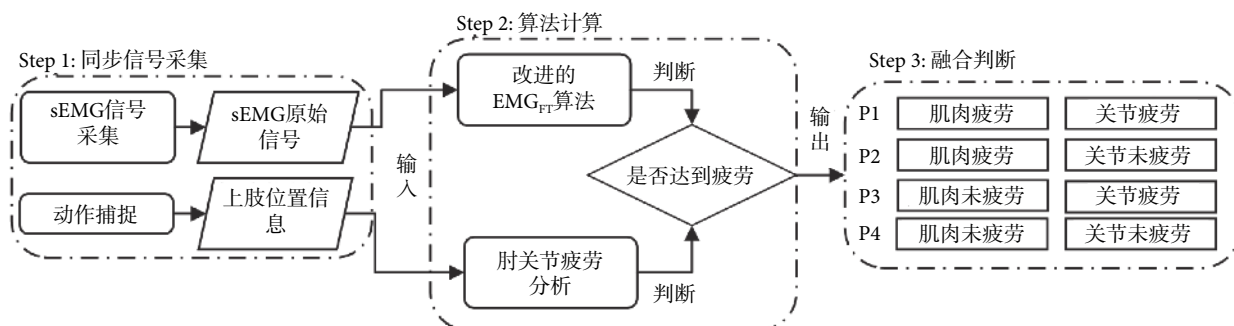 Step 1: 同步信号采集
sEMG信号
采集
sEMG原始
信号
动作捕捉
上肢位置信
息
输
入
Step 2: 算法计算
改进的
EMG_FT算法
判断
是否达到疲劳
肘关节疲劳
分析
判断
输
出
Step 3: 融合判断
P1 肌肉疲劳 关节疲劳
P2 肌肉疲劳 关节未疲劳
P3 肌肉未疲劳 关节疲劳
P4 肌肉未疲劳 关节未疲劳